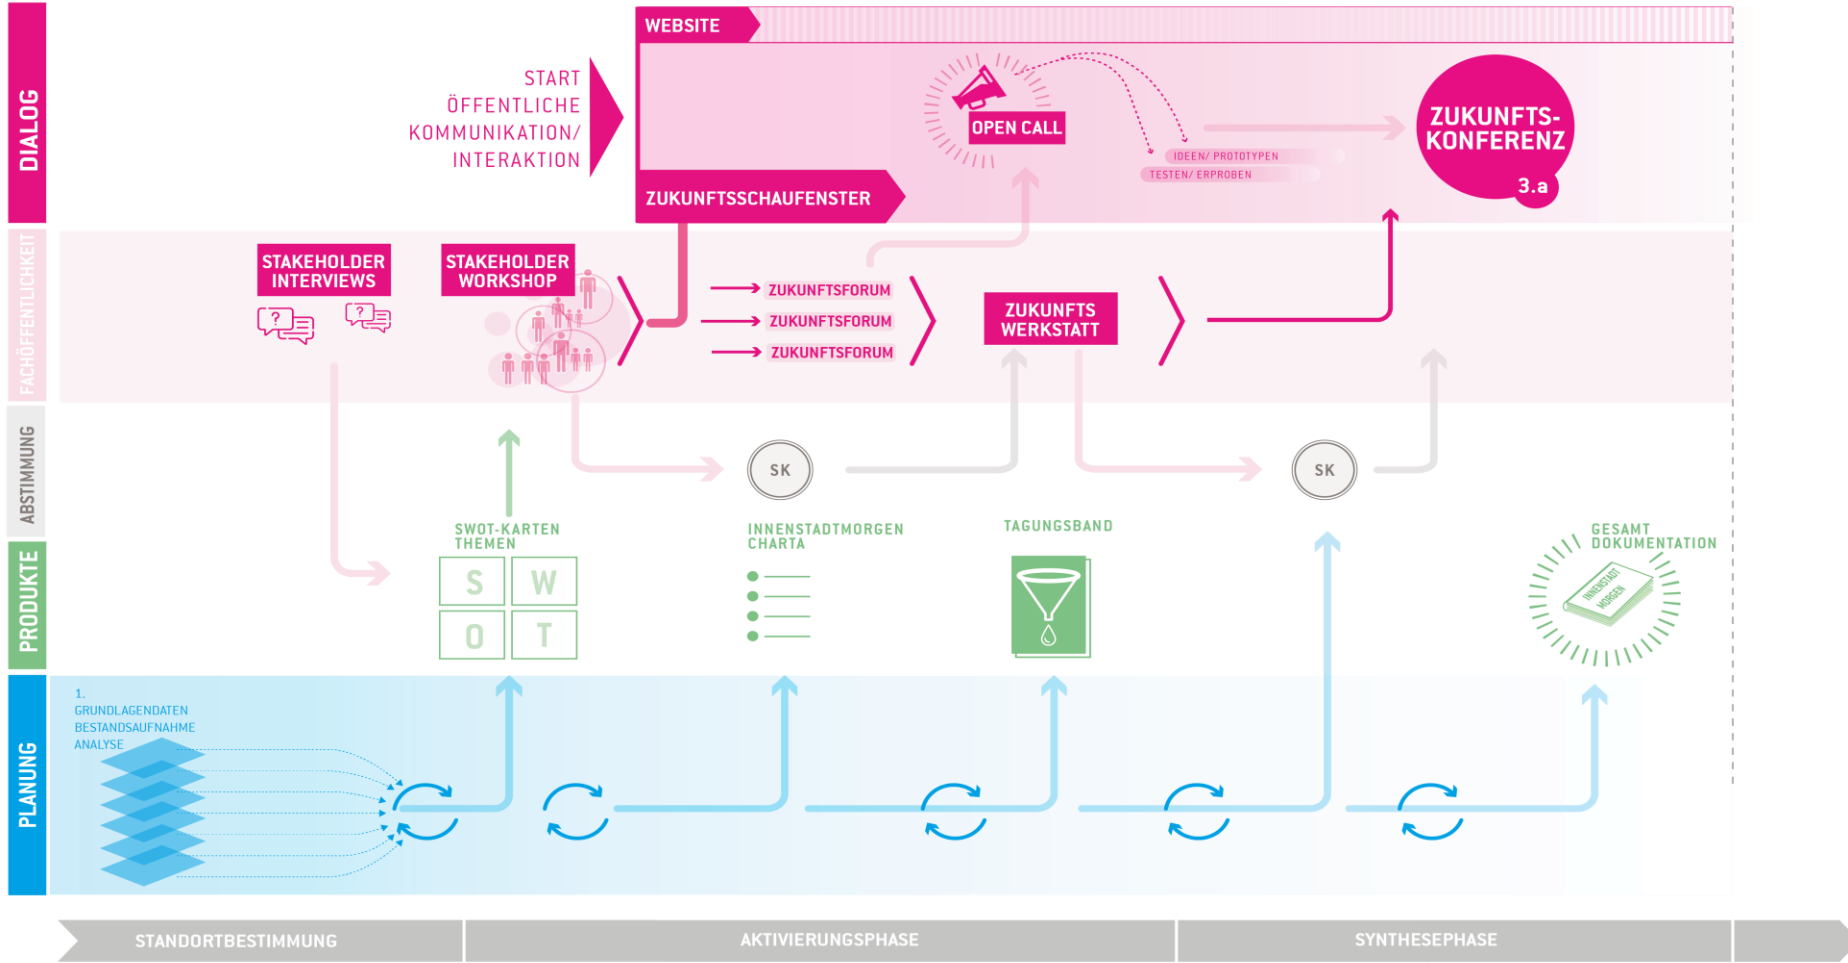 DIALOG
WEBSITE
START
ÖFFENTLICHE
KOMMUNIKATION/
INTERAKTION
OPEN CALL
IDEEN/ PROTOTYPEN
TESTEN/ ERPROBEN
ZUKUNFTS-
KONFERENZ
3.a
ZUKUNFTSSCHAUFENSTER
FACHÖFFENTLICHKEIT
STAKEHOLDER
INTERVIEWS
?
?
STAKEHOLDER
WORKSHOP
ZUKUNFTSFORUM
ZUKUNFTSFORUM
ZUKUNFTSFORUM
ZUKUNFTS
WERKSTATT
ABSTIMMUNG
SK
SK
PRODUKTE
SWOT-KARTEN
THEMEN
S W
O T
INNENSTADTMORGEN
CHARTA
TAGUNGSBAND
GESAMT
DOKUMENTATION
INNENSTADT
MORGEN
PLANUNG
1.
GRUNDLAGENDATEN
BESTANDSAUFNAHME
ANALYSE
STANDORTBESTIMMUNG
AKTIVIERUNGSPHASE
SYNTHESEPHASE